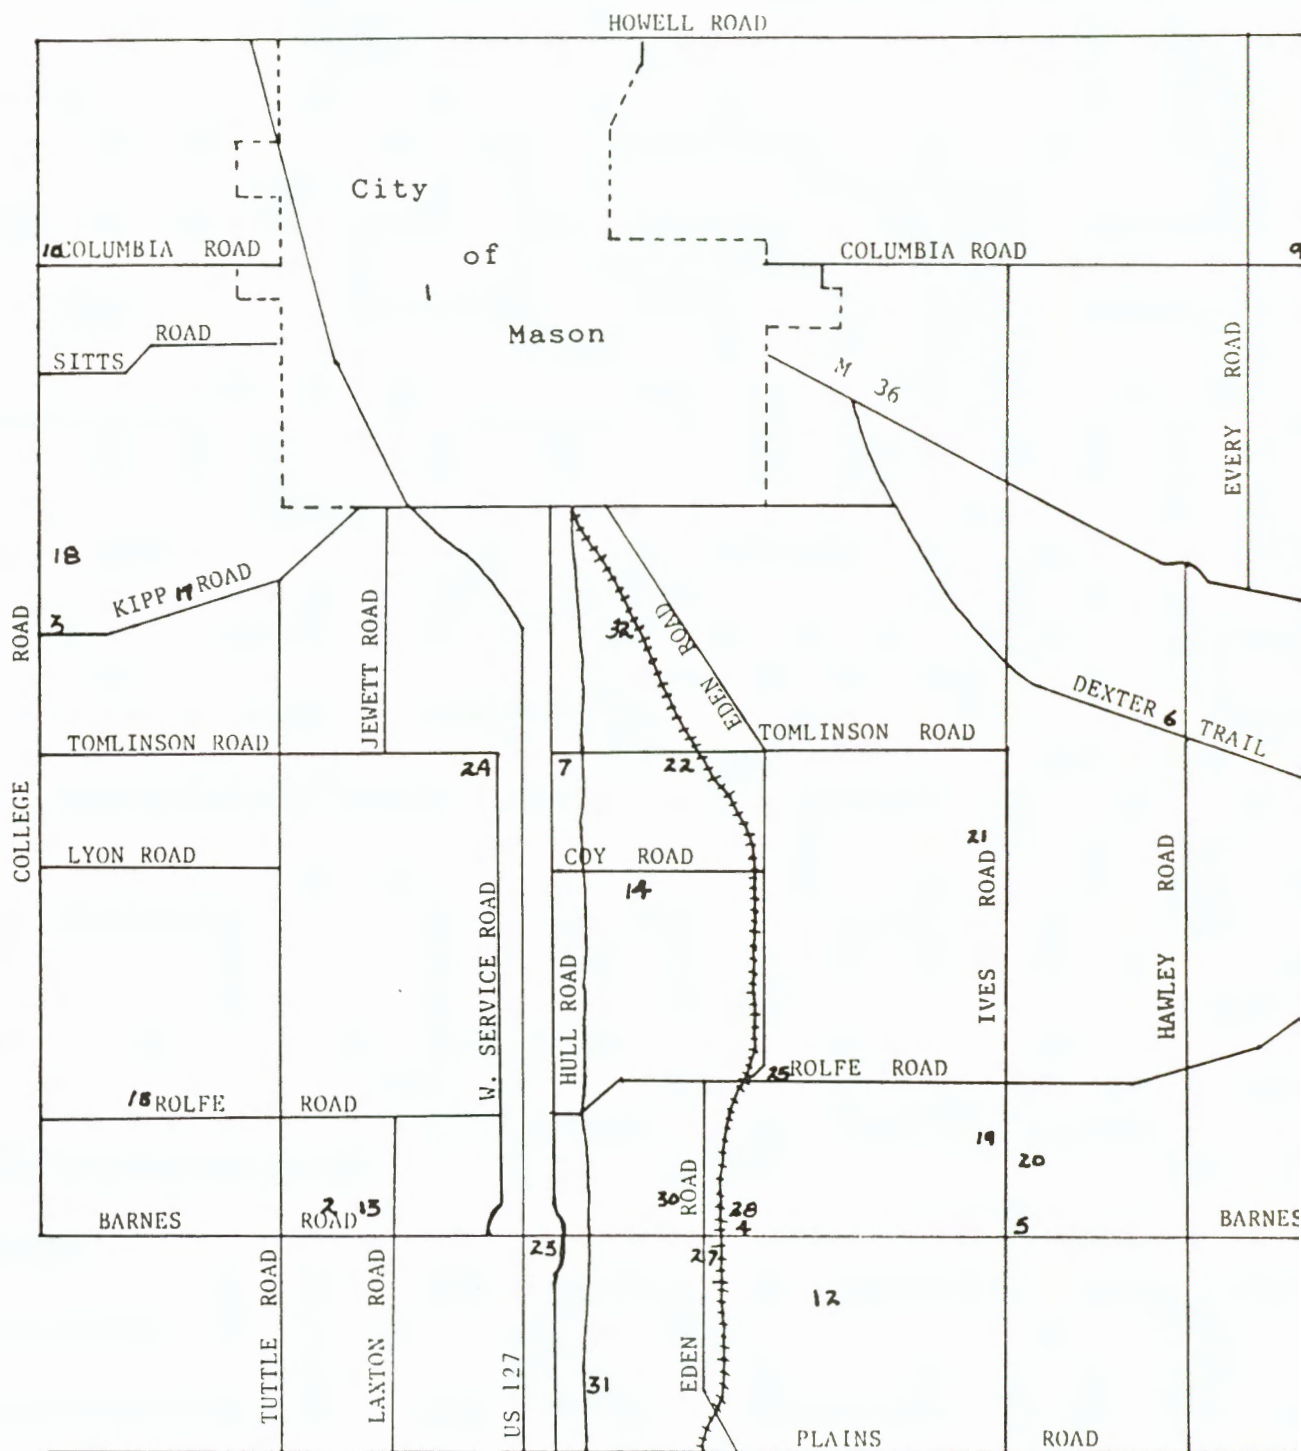 HOWELL ROAD
City
of
1
Mason
10 COLUMBIA ROAD
COLUMBIA ROAD
9
SITTS ROAD
M 36
EVERY ROAD
18
KIPP 17 ROAD
3
COLLEGE ROAD
JEWETT ROAD
32
EDEN ROAD
DEXTER 6 TRAIL
TOMLINSON ROAD
TOMLINSON ROAD
24
7
22
LYON ROAD
COY ROAD
14
21
W. SERVICE ROAD
HULL ROAD
IVES ROAD
HAWLEY ROAD
25 ROLFE ROAD
ROLFE ROAD
19
20
2
13
30
28
4
5
BARNES ROAD
BARNES
23
27
12
TUTTLE ROAD
LAXTON ROAD
US 127
31
EDEN ROAD
PLAINS ROAD